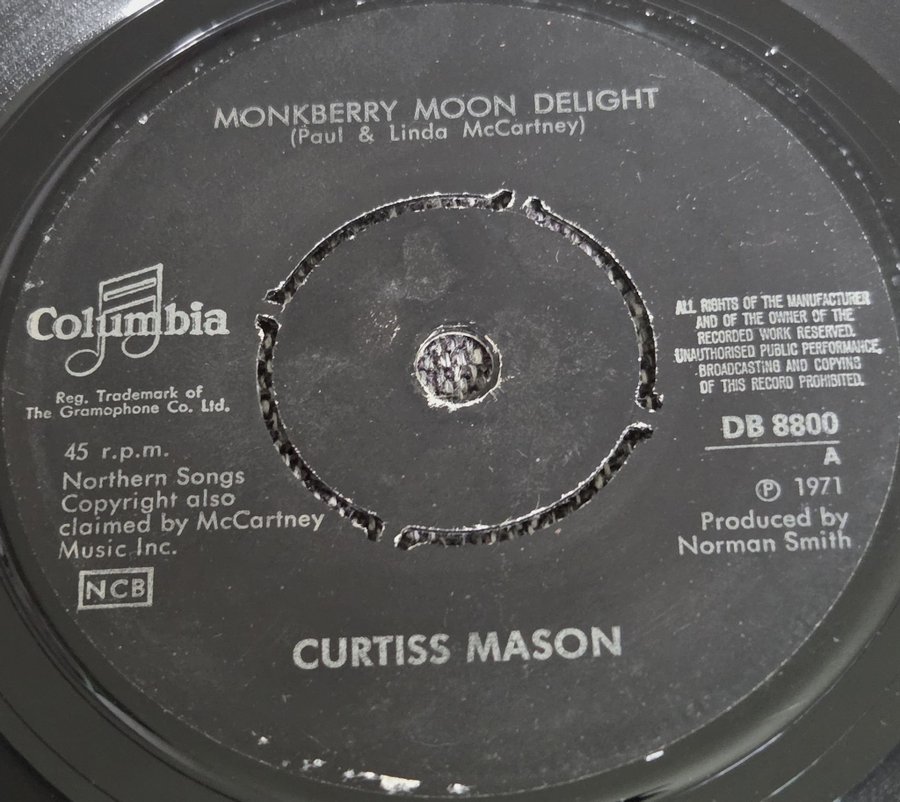 MONKBERRY MOON DELIGHT
(Paul & Linda McCartney)
Columbia
Reg. Trademark of
The Gramophone Co. Ltd.
45 r.p.m.
Northern Songs
Copyright also
claimed by McCartney
Music Inc.
NCB
ALL RIGHTS OF THE MANUFACTURER
AND OF THE OWNER OF THE
RECORDED WORK RESERVED.
UNAUTHORISED PUBLIC PERFORMANCE,
BROADCASTING AND COPYING
OF THIS RECORD PROHIBITED.
DB 8800
A
℗ 1971
Produced by
Norman Smith
CURTISS MASON